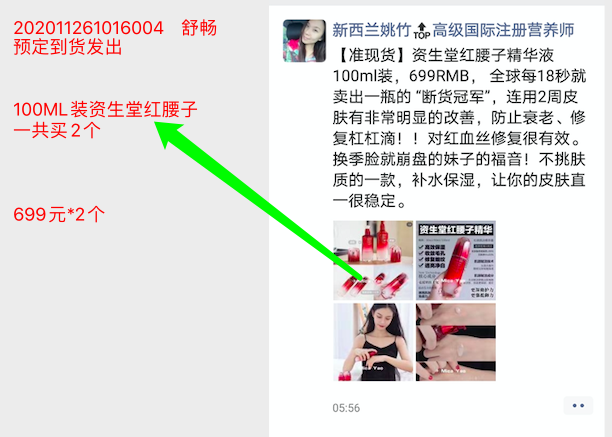 202011261016004 舒畅
预定到货发出
100ML装资生堂红腰子
一共买2个
699元*2个
新西兰姚竹🔝高级国际注册营养师
【准现货】资生堂红腰子精华液
100ml装，699RMB， 全球每18秒就
卖出一瓶的 “断货冠军”，连用2周皮
肤有非常明显的改善，防止衰老、修
复杠杠滴！！对红血丝修复很有效。
换季脸就崩盘的妹子的福音！不挑肤
质的一款，补水保湿，让你的皮肤直
一很稳定。
资生堂红腰子精华
05:56